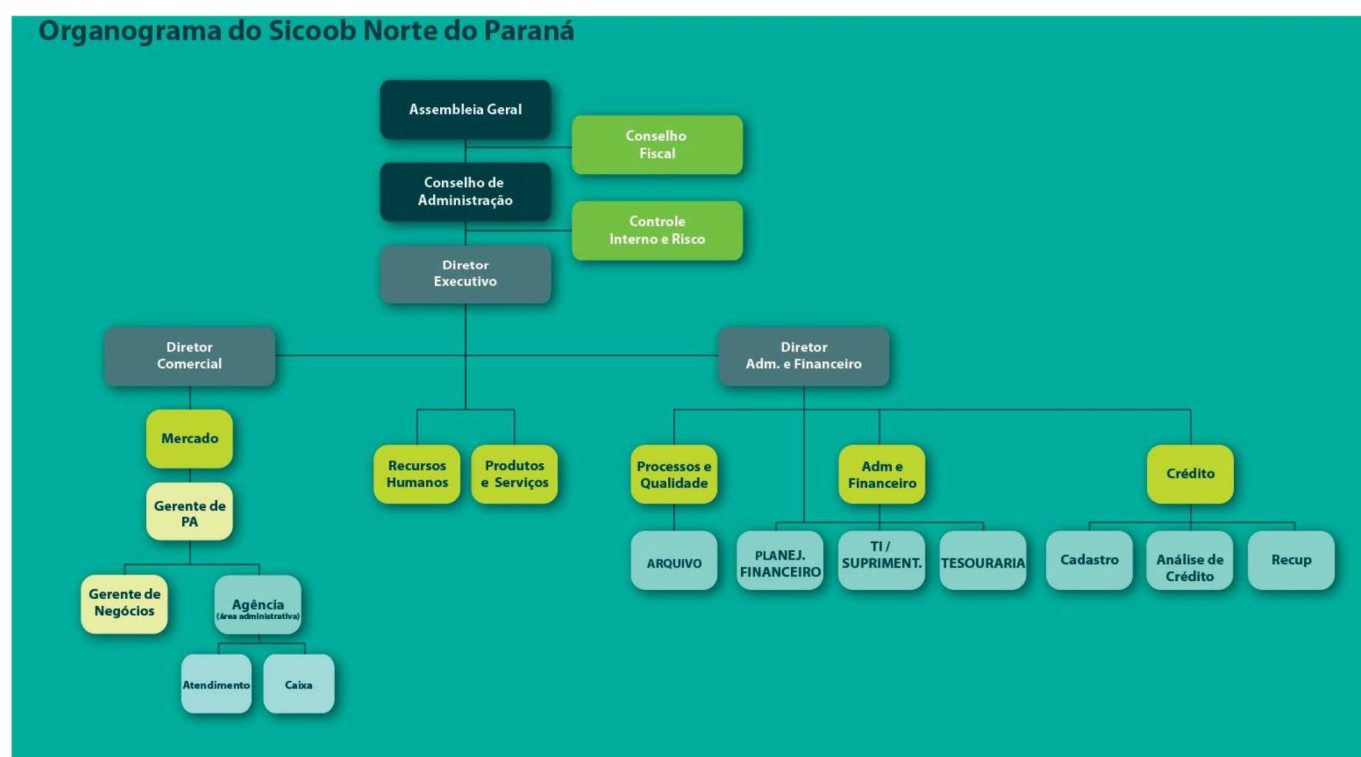 Organograma do Sicoob Norte do Paraná
Assembleia Geral
Conselho
Fiscal
Conselho de
Administração
Controle
Interno e Risco
Diretor
Executivo
Diretor
Comercial
Diretor
Adm. e Financeiro
Mercado
Recursos
Humanos
Produtos
e Serviços
Processos e
Qualidade
Adm e
Financeiro
Crédito
Gerente de
PA
ARQUIVO
PLANEJ.
FINANCEIRO
TI /
SUPRIMENT.
TESOURARIA
Cadastro
Análise de
Crédito
Recup
Gerente de
Negócios
Agência
(área administrativa)
Atendimento
Caixa